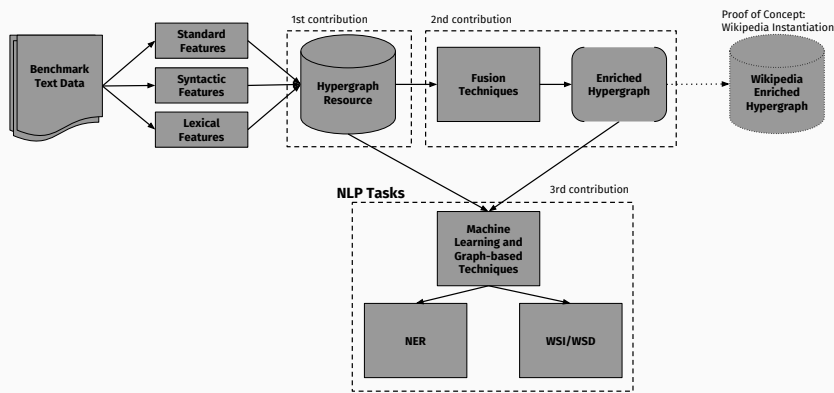 Proof of Concept:
Wikipedia Instantiation
1st contribution
2nd contribution
Benchmark
Text Data
Standard
Features
Syntactic
Features
Lexical
Features
Hypergraph
Resource
Fusion
Techniques
Enriched
Hypergraph
Wikipedia
Enriched
Hypergraph
NLP Tasks
3rd contribution
Machine
Learning and
Graph-based
Techniques
NER
WSI/WSD